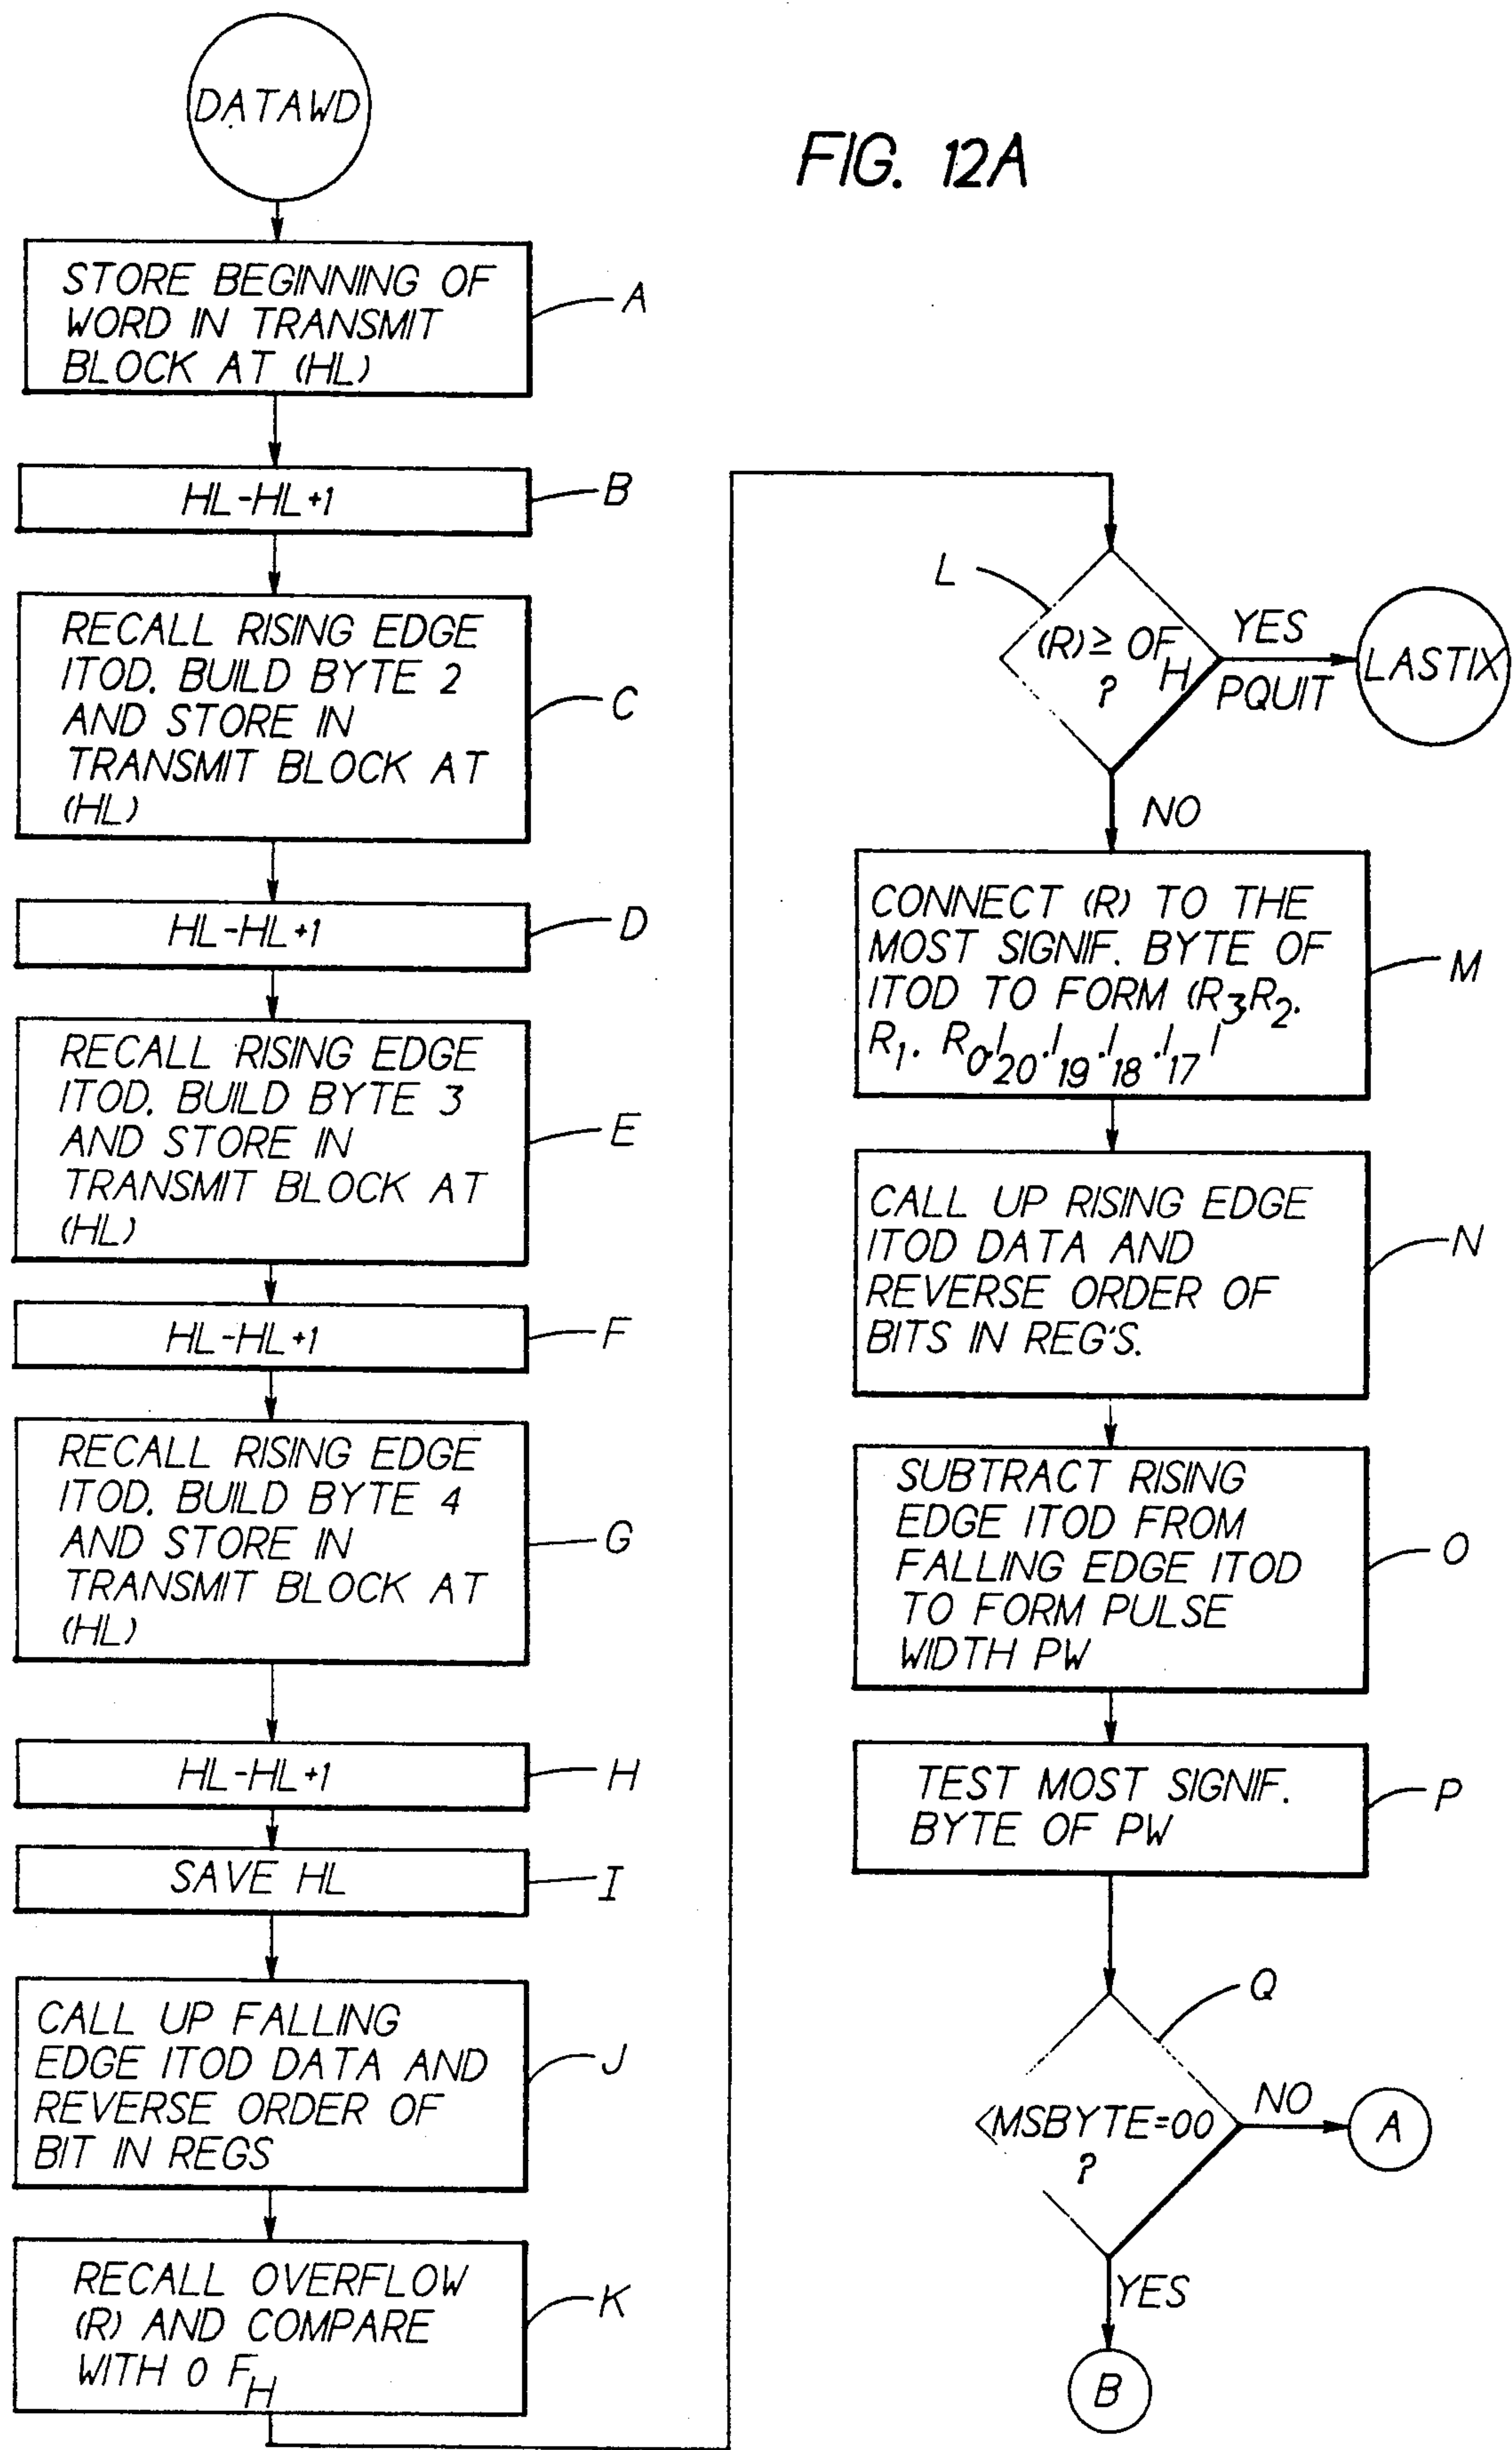 DATAWD
FIG. 12A
STORE BEGINNING OF
WORD IN TRANSMIT
BLOCK AT (HL)
A
HL-HL+1
B
RECALL RISING EDGE
ITOD. BUILD BYTE 2
AND STORE IN
TRANSMIT BLOCK AT
(HL)
C
HL-HL+1
D
RECALL RISING EDGE
ITOD. BUILD BYTE 3
AND STORE IN
TRANSMIT BLOCK AT
(HL)
E
HL-HL+1
F
RECALL RISING EDGE
ITOD. BUILD BYTE 4
AND STORE IN
TRANSMIT BLOCK AT
(HL)
G
HL-HL+1
H
SAVE HL
I
CALL UP FALLING
EDGE ITOD DATA AND
REVERSE ORDER OF
BIT IN REGS
J
RECALL OVERFLOW
(R) AND COMPARE
WITH 0 F_H
K
L
(R) ≥ 0F_H
?
YES
PQUIT
LASTIX
NO
CONNECT (R) TO THE
MOST SIGNIF. BYTE OF
ITOD TO FORM (R3R2.
R1. R0.I20.I19.I18.I17)
M
CALL UP RISING EDGE
ITOD DATA AND
REVERSE ORDER OF
BITS IN REG'S.
N
SUBTRACT RISING
EDGE ITOD FROM
FALLING EDGE ITOD
TO FORM PULSE
WIDTH PW
O
TEST MOST SIGNIF.
BYTE OF PW
P
Q
MSBYTE=00
?
NO
A
YES
B